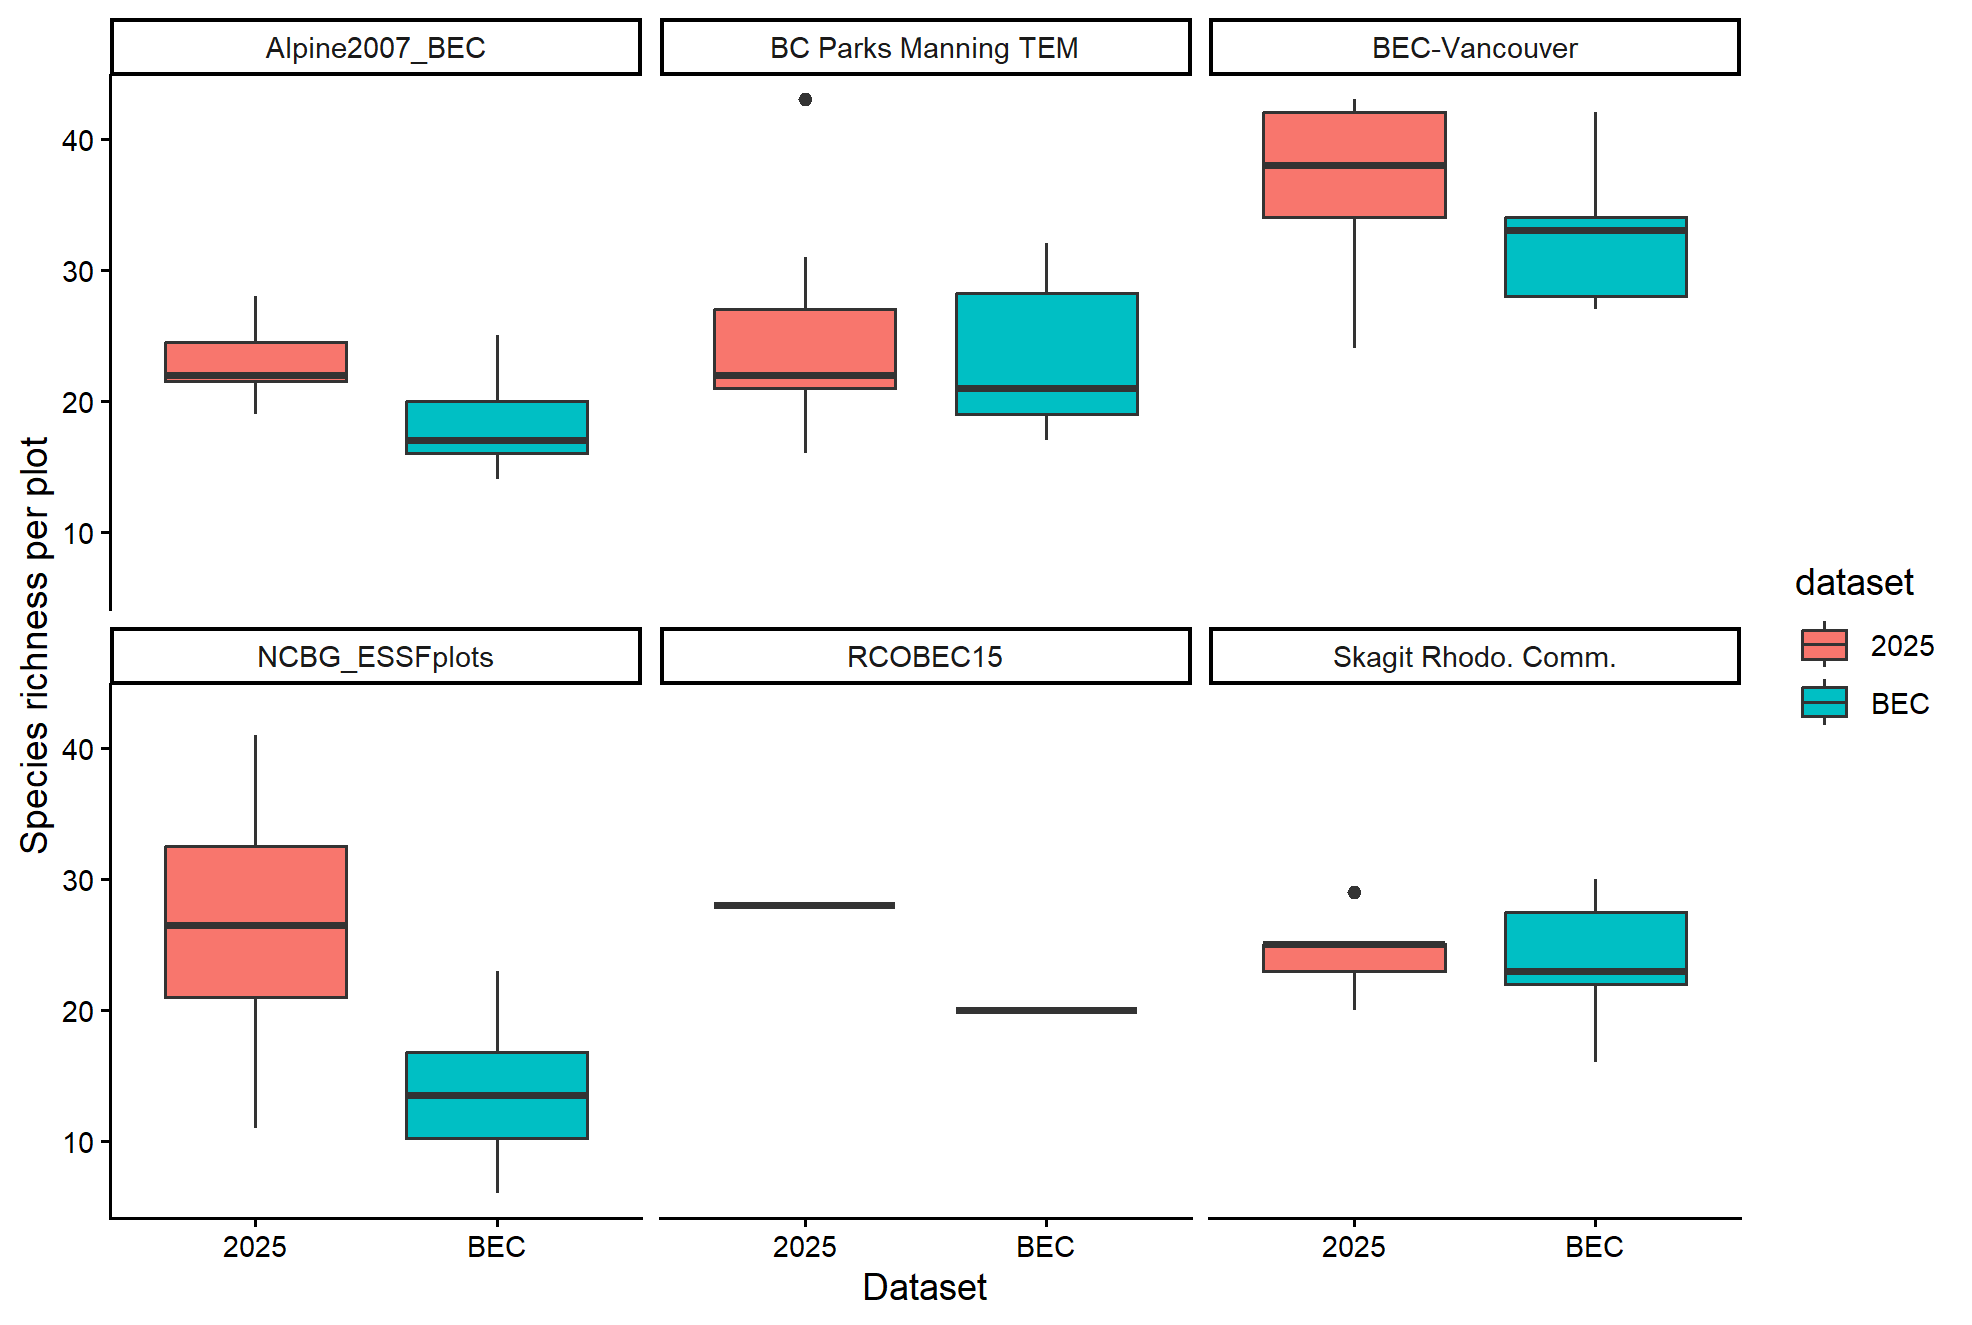 Alpine2007_BEC
BC Parks Manning TEM
BEC-Vancouver
40
30
20
10
Species richness per plot
NCBG_ESSFplots
RCOBEC15
Skagit Rhodo. Comm.
40
30
20
10
2025
BEC
2025
BEC
2025
BEC
Dataset
dataset
2025
BEC